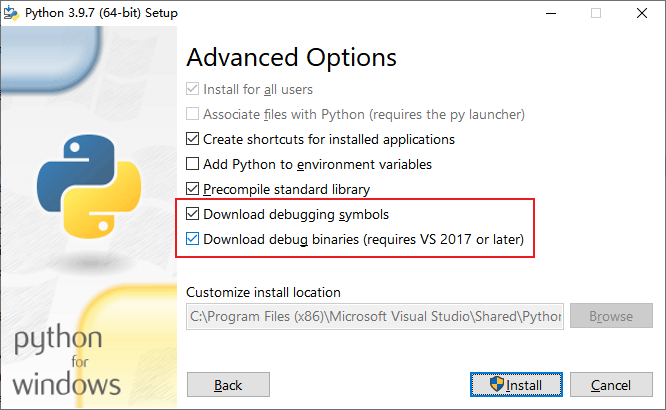 Python 3.9.7 (64-bit) Setup
Advanced Options
Install for all users
Associate files with Python (requires the py launcher)
Create shortcuts for installed applications
Add Python to environment variables
Precompile standard library
Download debugging symbols
Download debug binaries (requires VS 2017 or later)
Customize install location
C:\Program Files (x86)\Microsoft Visual Studio\Shared\Python
Browse
python
for
windows
Back
Install
Cancel